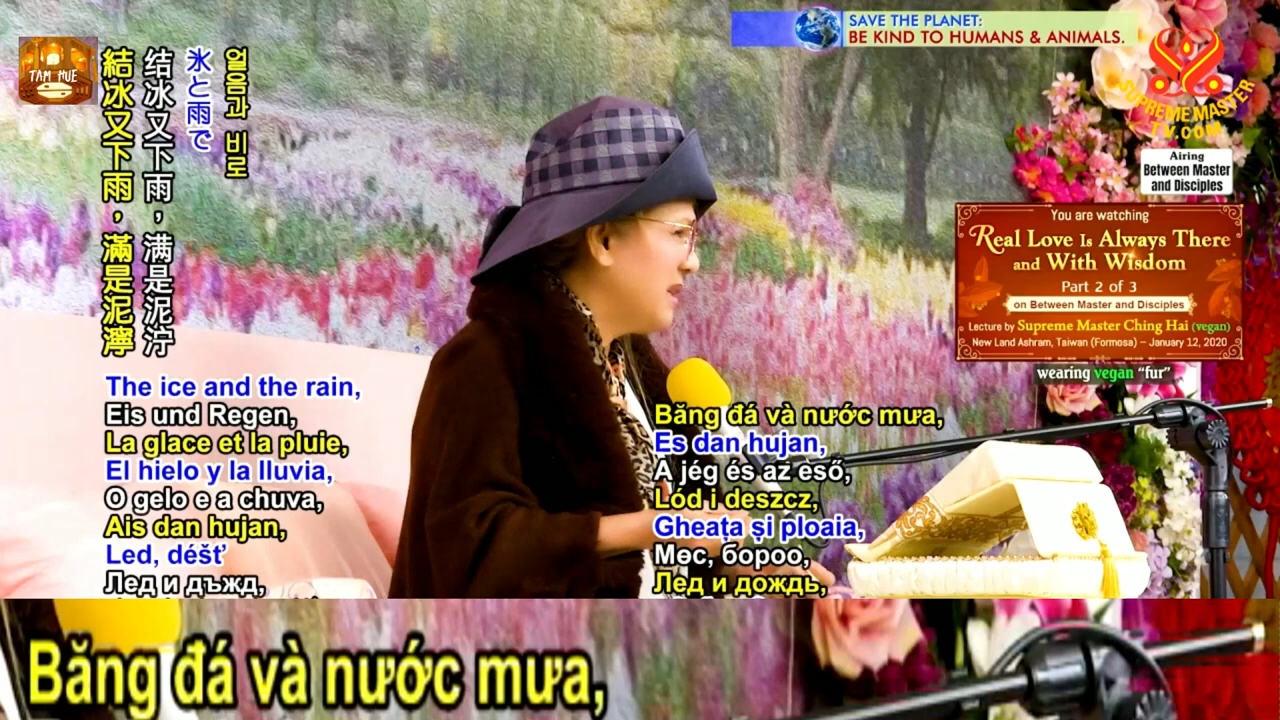 SAVE THE PLANET:
BE KIND TO HUMANS & ANIMALS.
TAM HUE
SUPREME MASTER
TV.COM
얼음과 비로
氷と雨で
结冰又下雨，满是泥泞
結冰又下雨，滿是泥濘
Airing
Between Master
and Disciples
You are watching
Real Love Is Always There
and With Wisdom
Part 2 of 3
on Between Master and Disciples
Lecture by Supreme Master Ching Hai (vegan)
New Land Ashram, Taiwan (Formosa) – January 12, 2020
wearing vegan “fur”
The ice and the rain,
Eis und Regen,
La glace et la pluie,
El hielo y la lluvia,
O gelo e a chuva,
Ais dan hujan,
Led, déšť
Лед и дъжд,
Băng đá và nước mưa,
Es dan hujan,
A jég és az eső,
Lód i deszcz,
Gheața și ploaia,
Мөс, бороо,
Лед и дождь,
Băng đá và nước mưa,